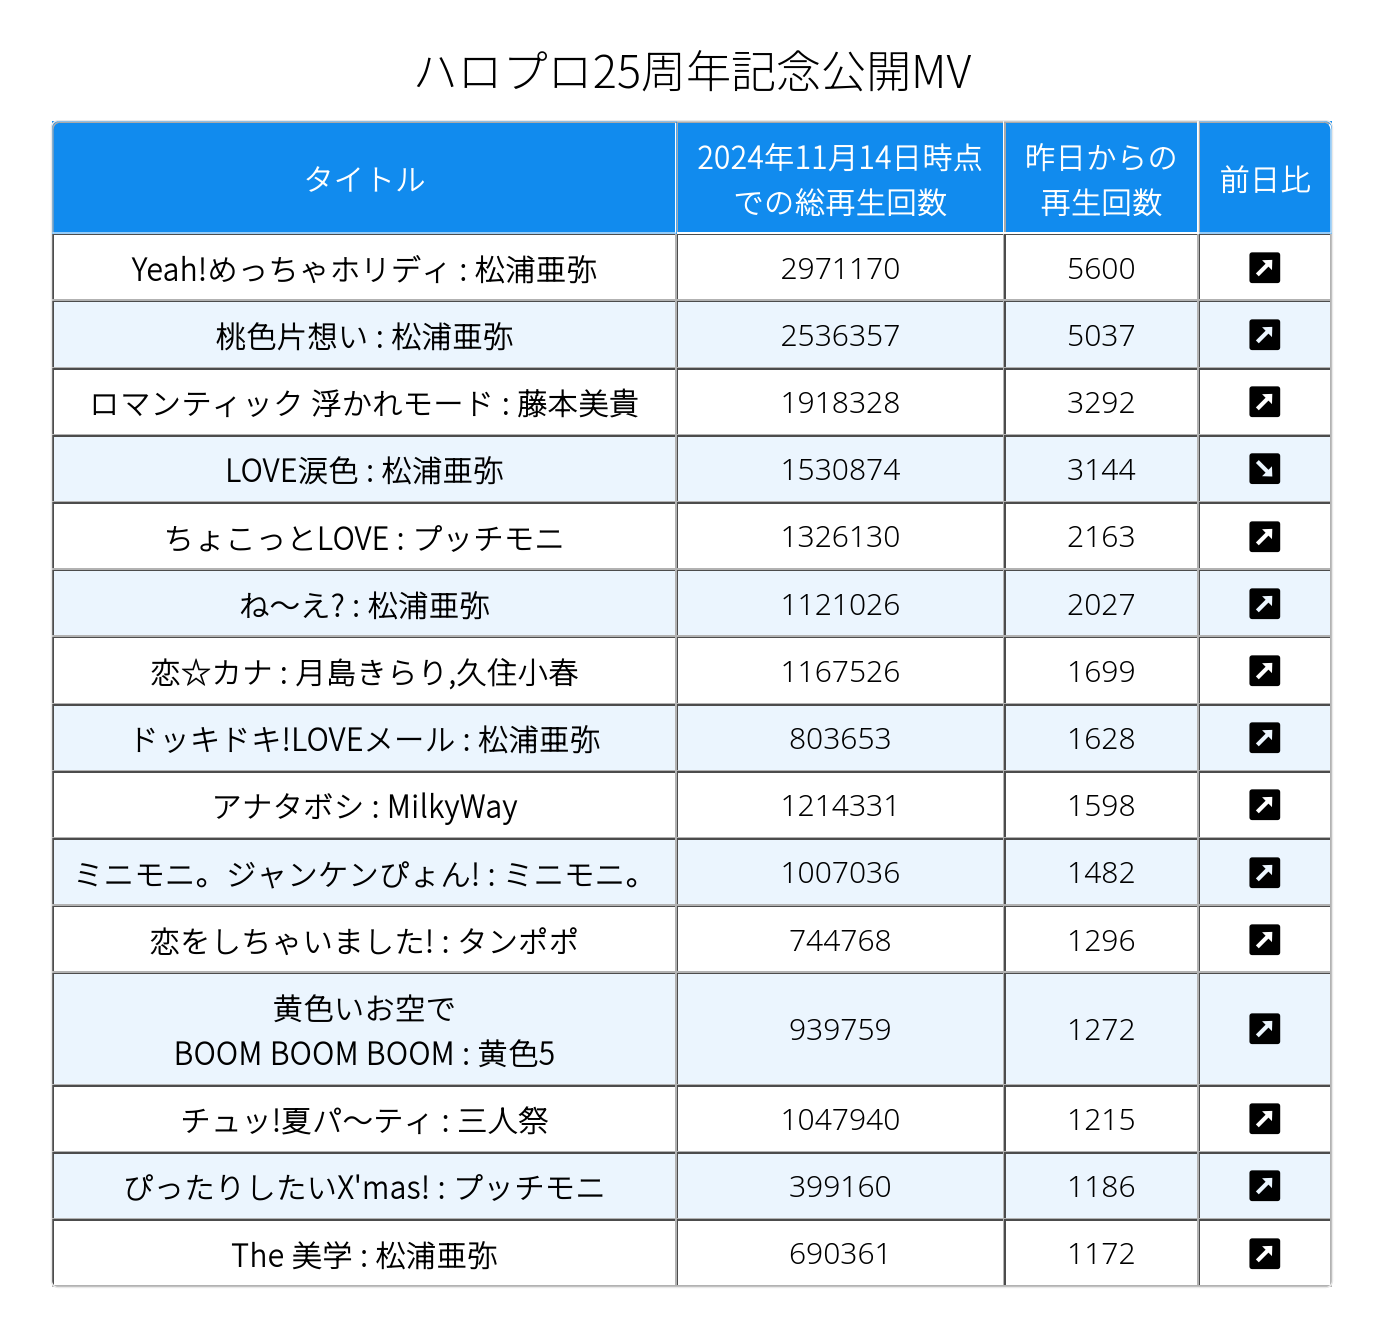 ハロプロ25周年記念公開MV
タイトル
2024年11月14日時点
での総再生回数
昨日からの
再生回数
前日比
Yeah!めっちゃホリディ : 松浦亜弥 2971170 5600
桃色片想い : 松浦亜弥 2536357 5037
ロマンティック 浮かれモード : 藤本美貴 1918328 3292
LOVE涙色 : 松浦亜弥 1530874 3144
ちょこっとLOVE : プッチモニ 1326130 2163
ね～え? : 松浦亜弥 1121026 2027
恋☆カナ : 月島きらり,久住小春 1167526 1699
ドッキドキ!LOVEメール : 松浦亜弥 803653 1628
アナタボシ : MilkyWay 1214331 1598
ミニモニ。ジャンケンぴょん! : ミニモニ。 1007036 1482
恋をしちゃいました! : タンポポ 744768 1296
黄色いお空で
BOOM BOOM BOOM : 黄色5 939759 1272
チュッ!夏パ～ティ : 三人祭 1047940 1215
ぴったりしたいX'mas! : プッチモニ 399160 1186
The 美学 : 松浦亜弥 690361 1172